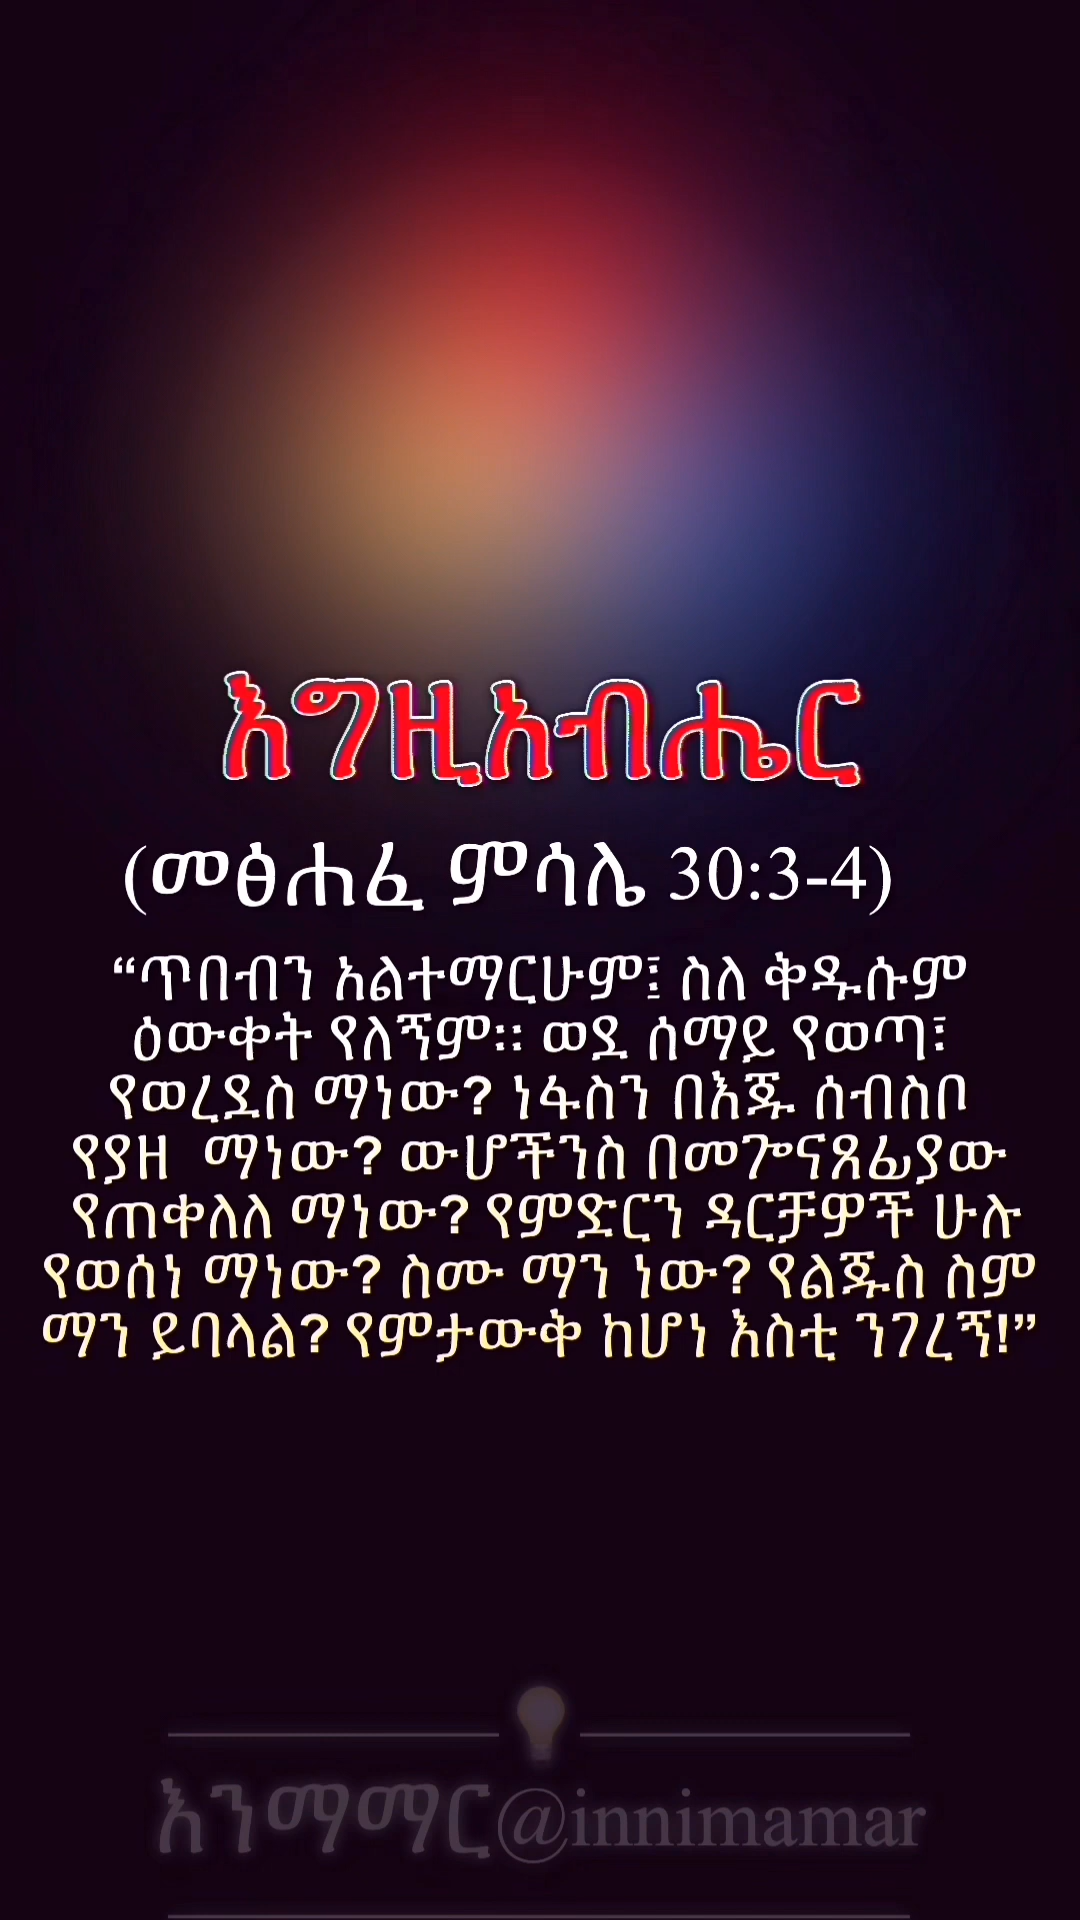 እግዚአብሔር
(መፅሐፈ ምሳሌ 30:3-4)
“ጥበብን አልተማርሁም፤ ስለ ቅዱሱም
ዕውቀት የለኝም። ወደ ሰማይ የወጣ፣
የወረደስ ማነው? ነፋስን በእጁ ሰብስቦ
የያዘ ማነው? ውሆችንስ በመጐናጸፊያው
የጠቀለለ ማነው? የምድርን ዳርቻዎች ሁሉ
የወሰነ ማነው? ስሙ ማን ነው? የልጁስ ስም
ማን ይባላል? የምታውቅ ከሆነ እስቲ ንገረኝ!”
እንማማር@innimamar